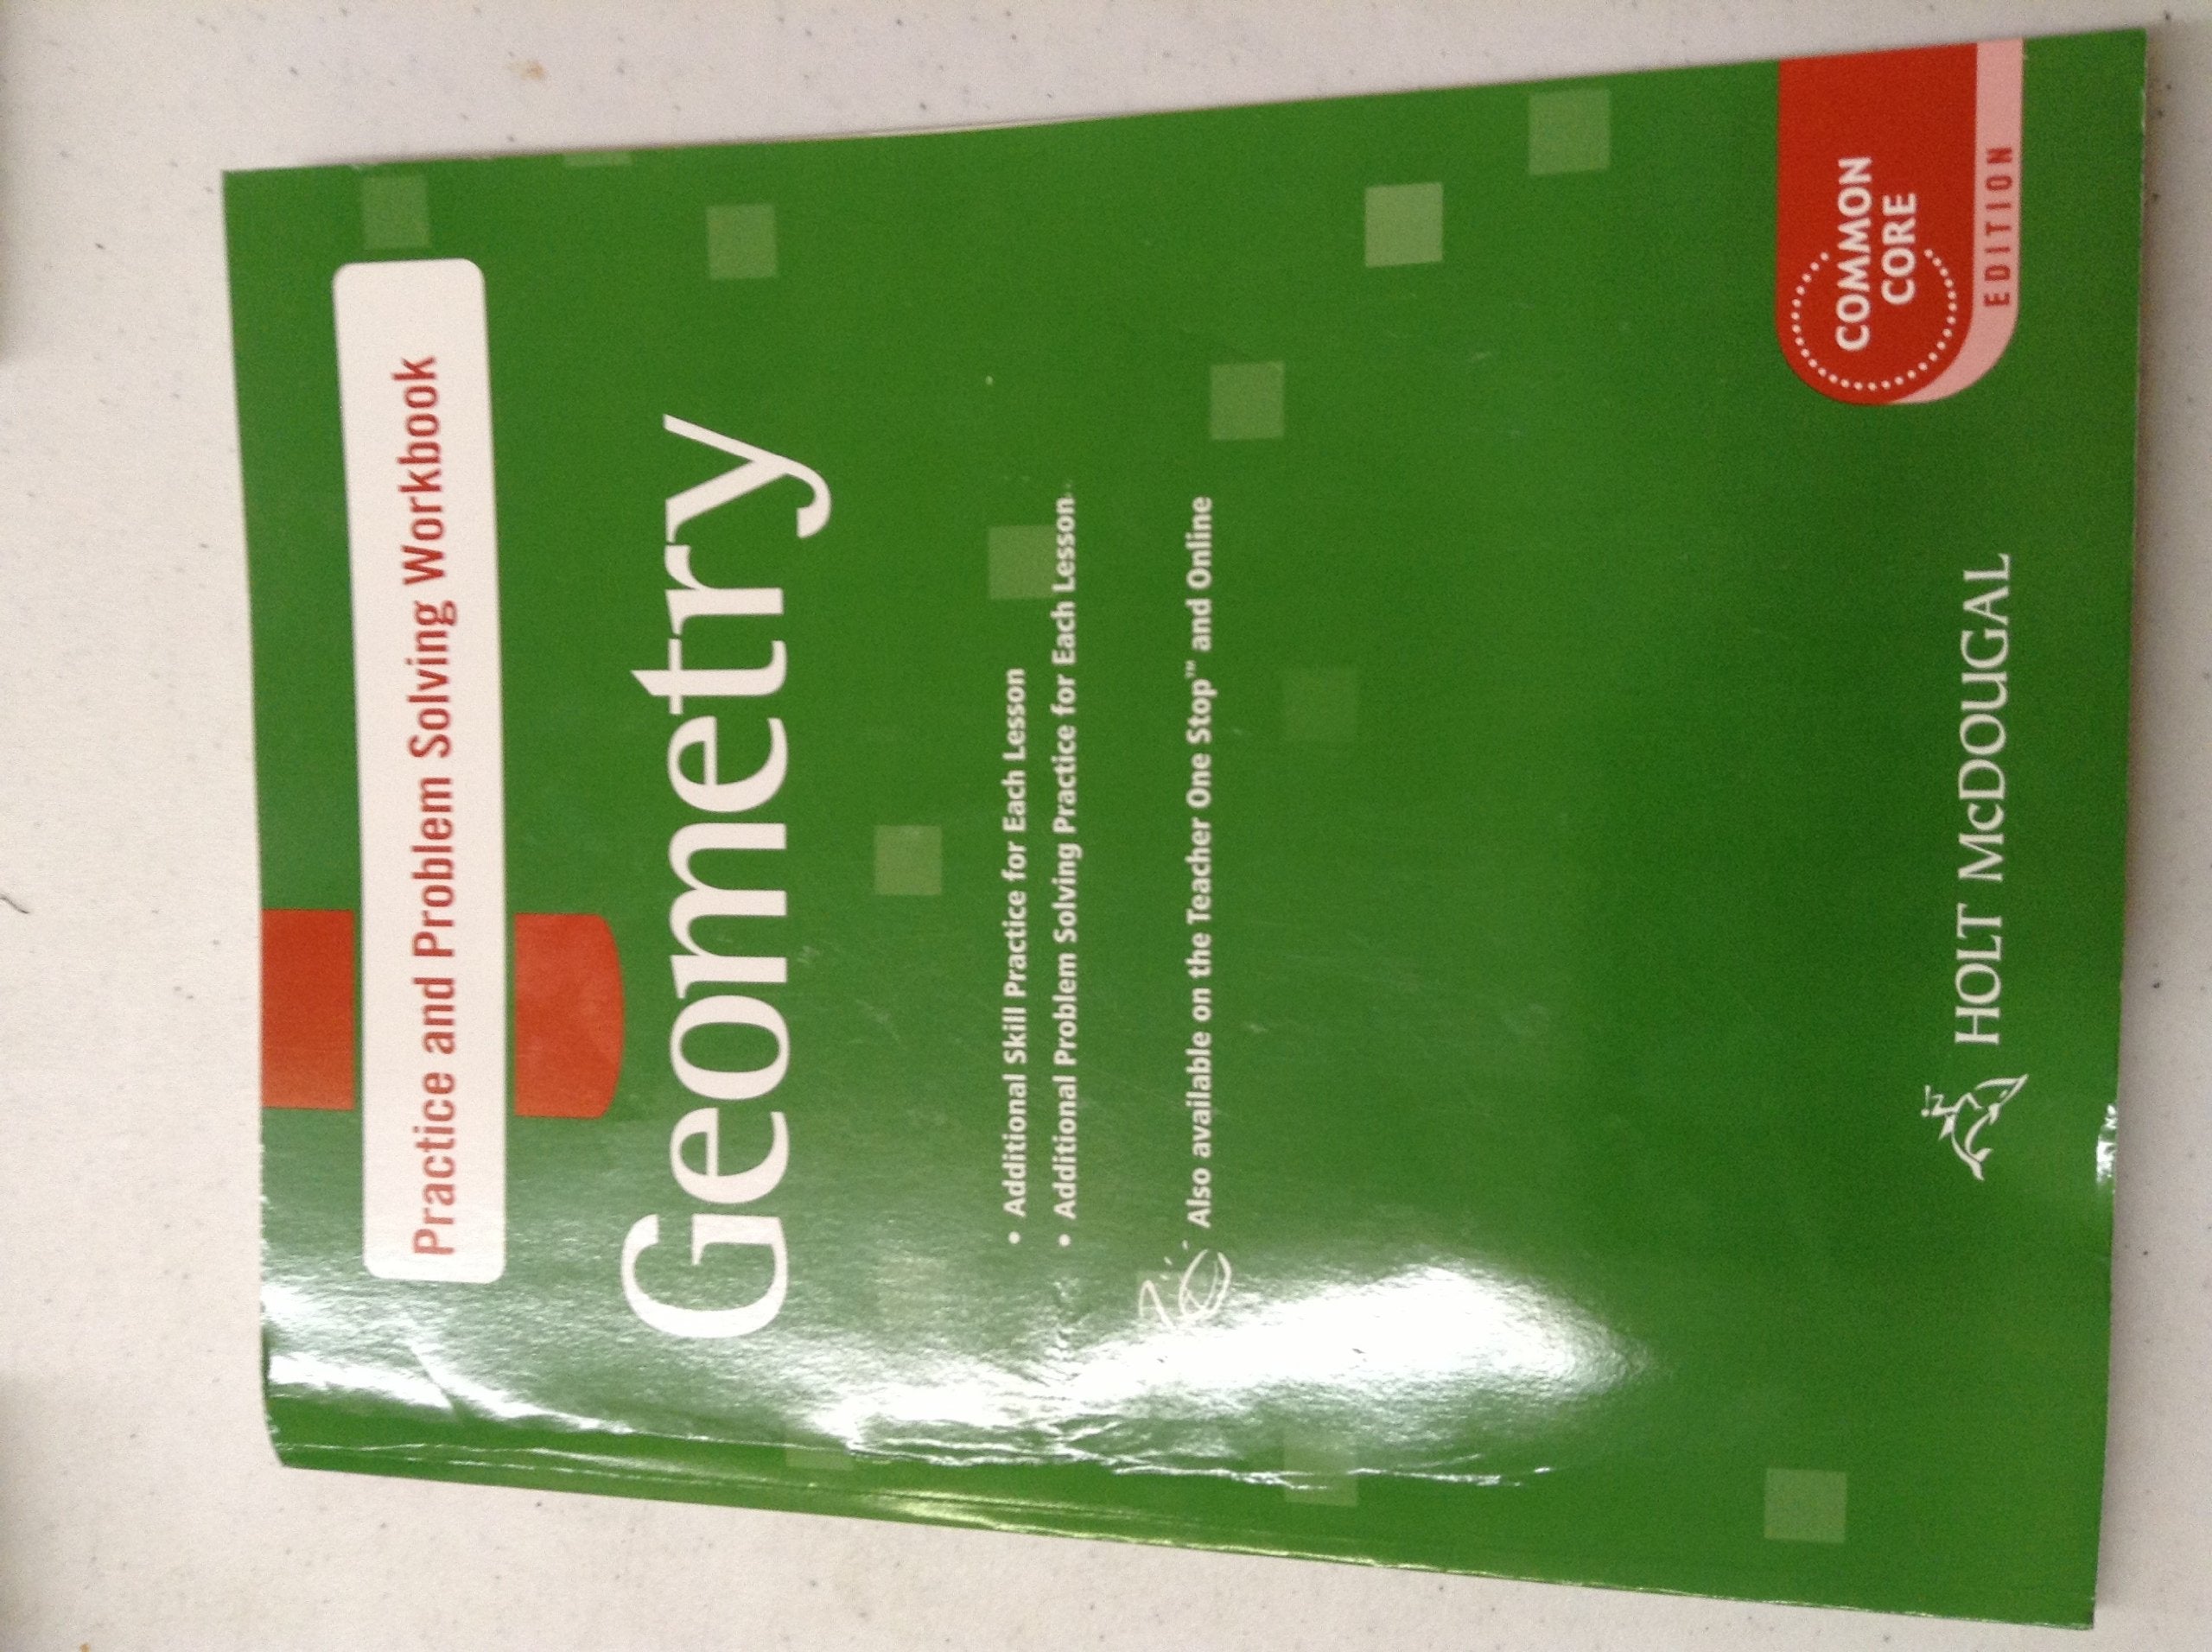 Practice and Problem Solving Workbook
Geometry
• Additional Skill Practice for Each Lesson
• Additional Problem Solving Practice for Each Lesson
Also available on the Teacher One Stop™ and Online
HOLT McDOUGAL
COMMON
CORE
EDITION